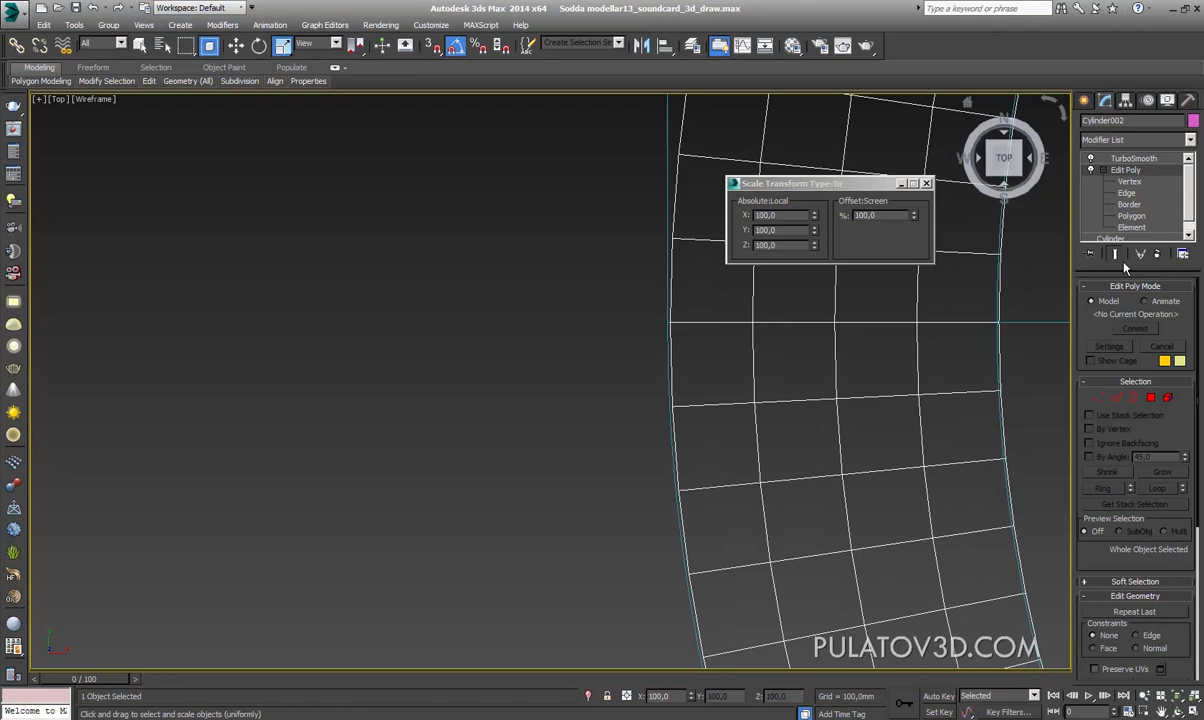 Workspace: Default
Autodesk 3ds Max 2014 x64
Sodda modellar13_soundcard_3d_draw.max
Type a keyword or phrase
Edit Tools Group Views Create Modifiers Animation Graph Editors Rendering Customize MAXScript Help
All View Create Selection Se
Modeling Freeform Selection Object Paint Populate
Polygon Modeling Modify Selection Edit Geometry (All) Subdivision Align Properties
[+] [Top] [Wireframe]
N
W TOP E
S
Scale Transform Type-In
Absolute:Local Offset:Screen
X: 100,0 %: 100,0
Y: 100,0
Z: 100,0
Cylinder002
Modifier List
TurboSmooth
Edit Poly
Vertex
Edge
Border
Polygon
Element
Cylinder
Edit Poly Mode
Model Animate
<No Current Operation>
Commit
Settings Cancel
Show Cage
Selection
Use Stack Selection
By Vertex
Ignore Backfacing
By Angle: 45,0
Shrink Grow
Ring Loop
Get Stack Selection
Preview Selection
Off SubObj Multi
Whole Object Selected
Soft Selection
Edit Geometry
Repeat Last
Constraints
None Edge
Face Normal
Preserve UVs
PULATOV3D.COM
y
x
0 / 100
1 Object Selected X: 100,0 Y: 100,0 Z: 100,0 Grid = 100,0mm Auto Key Selected
Welcome to M Click and drag to select and scale objects (uniformly) Add Time Tag Set Key Key Filters... 0